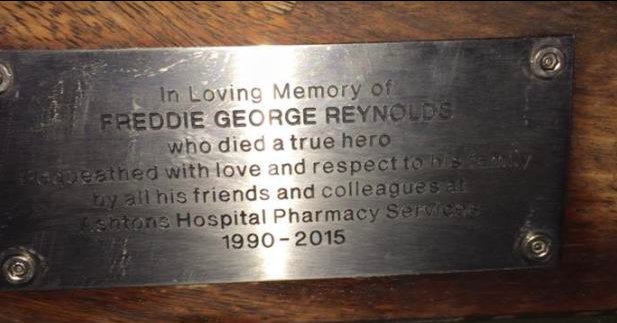 In Loving Memory of
FREDDIE GEORGE REYNOLDS
who died a true hero
Bequeathed with love and respect to his family
by all his friends and colleagues at
Ashtons Hospital Pharmacy Services
1990-2015